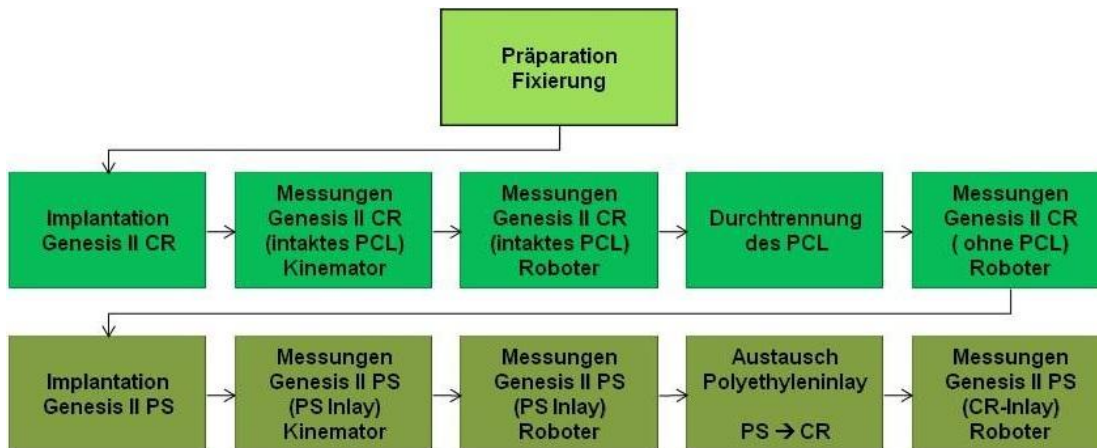 Präparation
Fixierung
Implantation
Genesis II CR
Messungen
Genesis II CR
(intaktes PCL)
Kinemator
Messungen
Genesis II CR
(intaktes PCL)
Roboter
Durchtrennung
des PCL
Messungen
Genesis II CR
( ohne PCL)
Roboter
Implantation
Genesis II PS
Messungen
Genesis II PS
(PS Inlay)
Kinemator
Messungen
Genesis II PS
(PS Inlay)
Roboter
Austausch
Polyethyleninlay
PS → CR
Messungen
Genesis II PS
(CR-Inlay)
Roboter